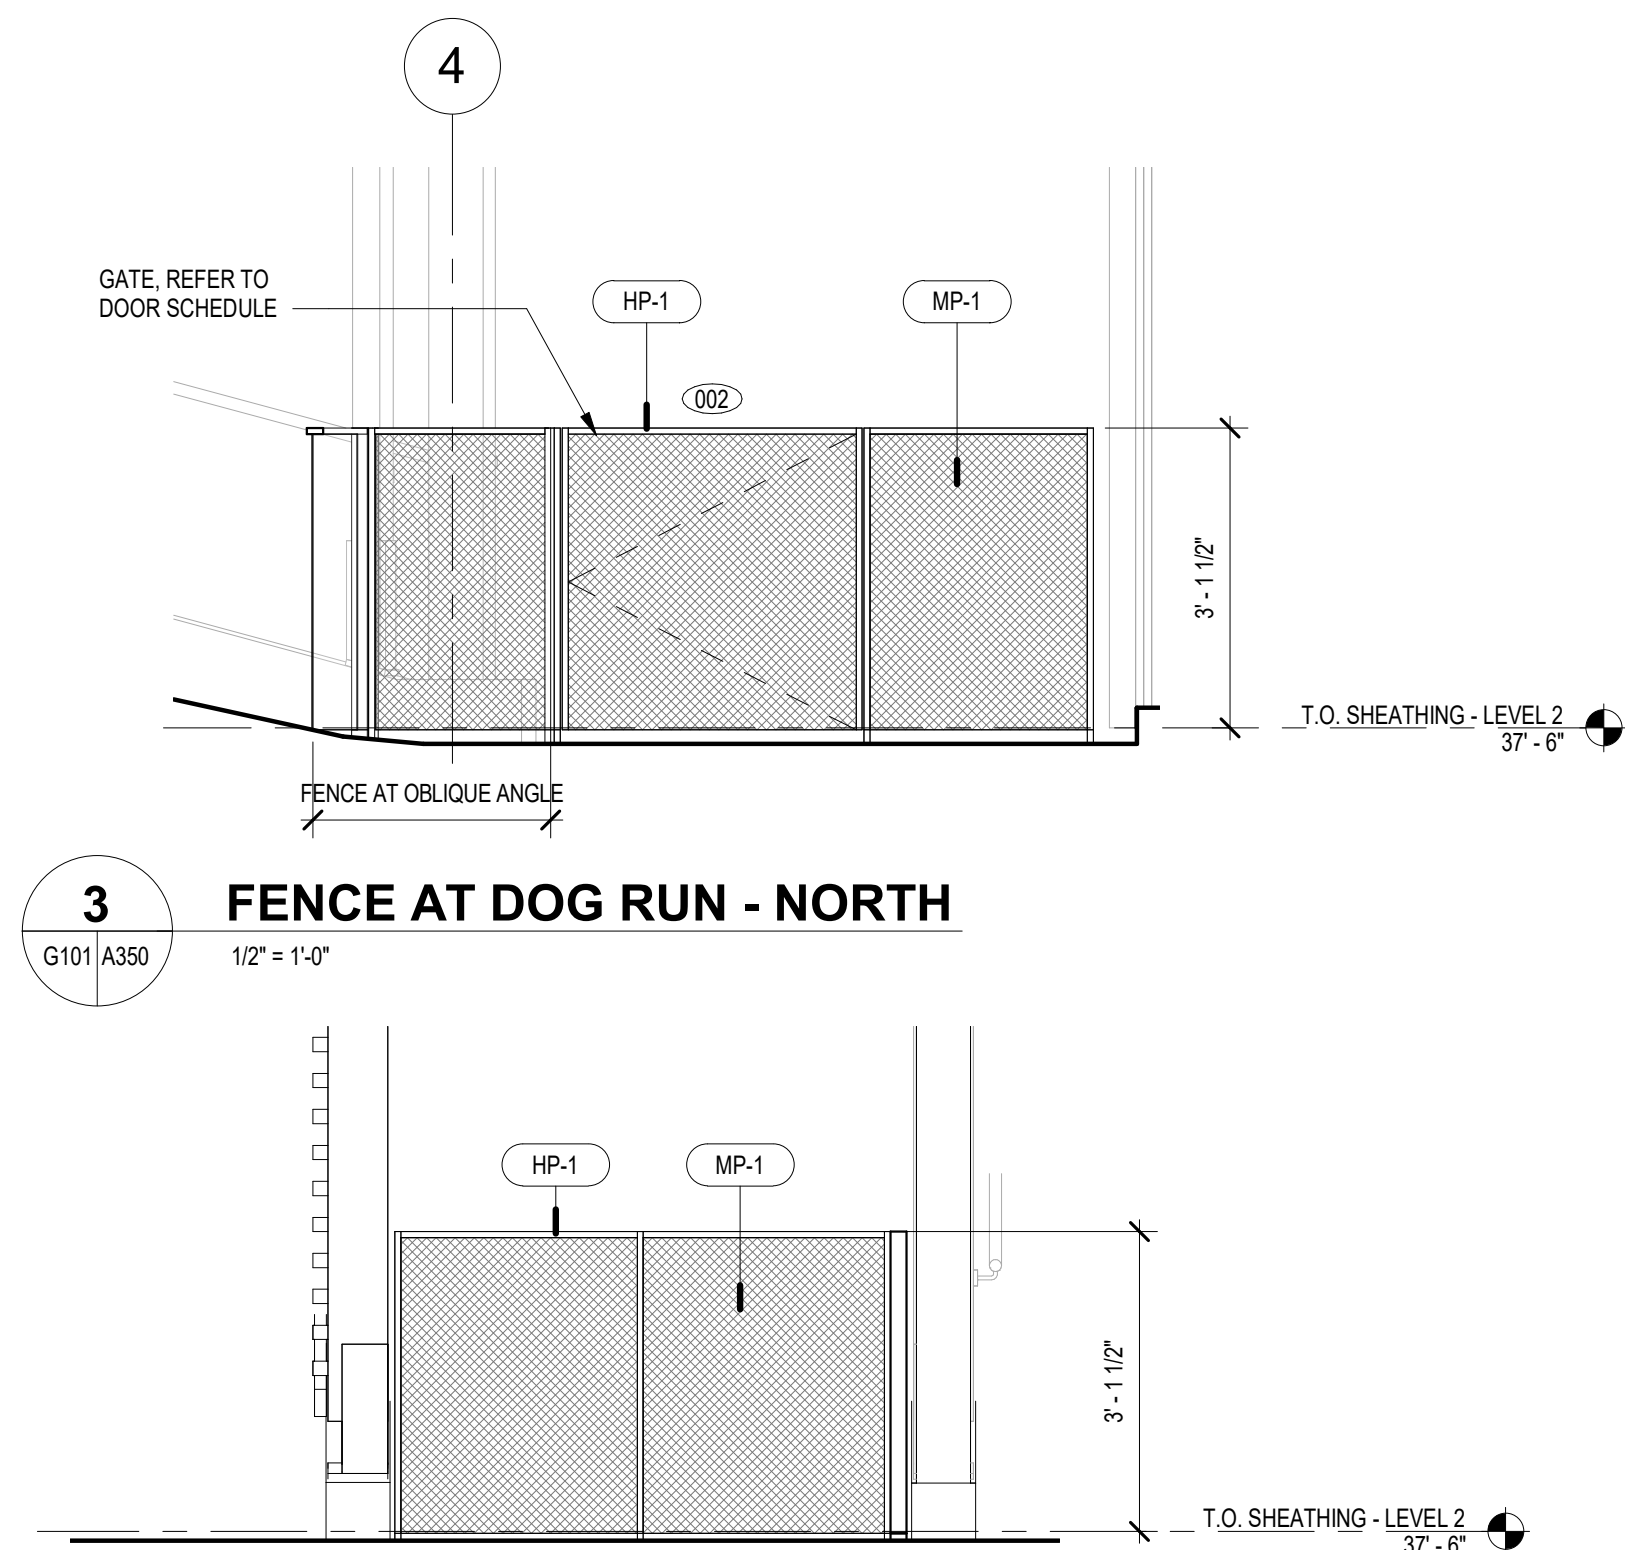 4
GATE, REFER TO
DOOR SCHEDULE
HP-1
MP-1
002
3' - 1 1/2"
T.O. SHEATHING - LEVEL 2
37' - 6"
FENCE AT OBLIQUE ANGLE
3
FENCE AT DOG RUN - NORTH
G101 A350
1/2" = 1'-0"
HP-1
MP-1
3' - 1 1/2"
T.O. SHEATHING - LEVEL 2
37' - 6"